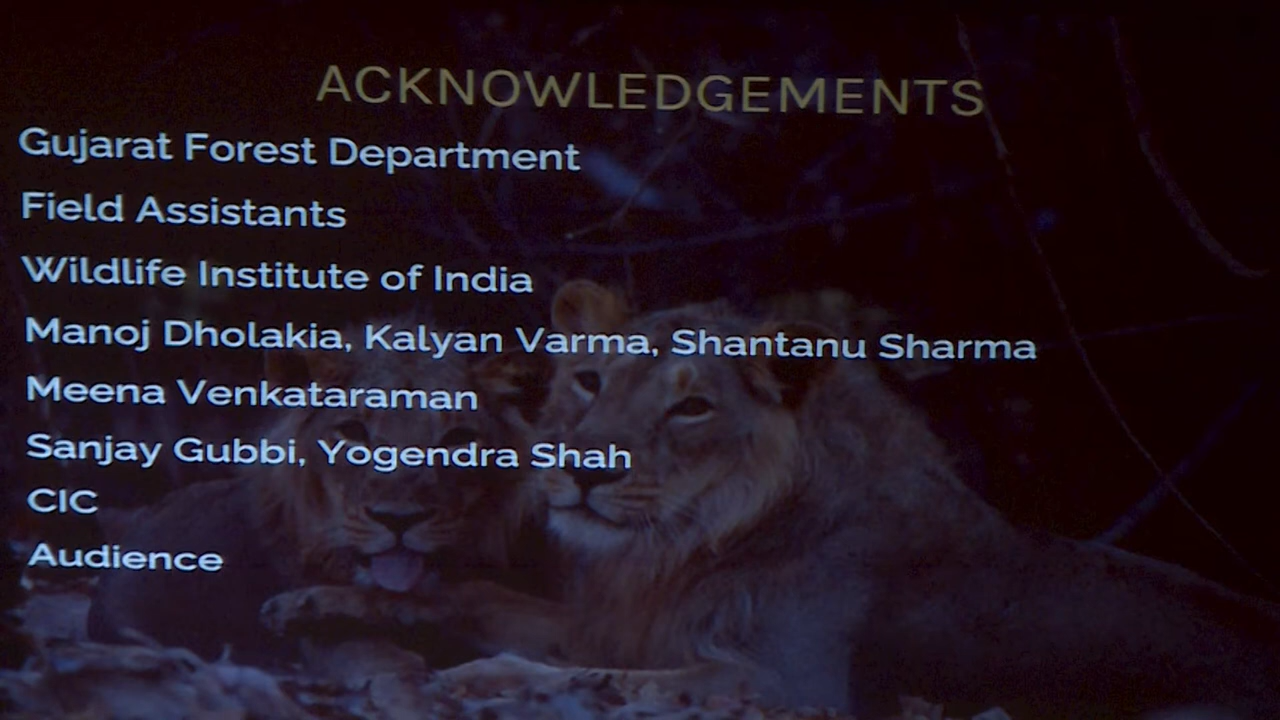 ACKNOWLEDGEMENTS
Gujarat Forest Department
Field Assistants
Wildlife Institute of India
Manoj Dholakia, Kalyan Varma, Shantanu Sharma
Meena Venkataraman
Sanjay Gubbi, Yogendra Shah
CIC
Audience